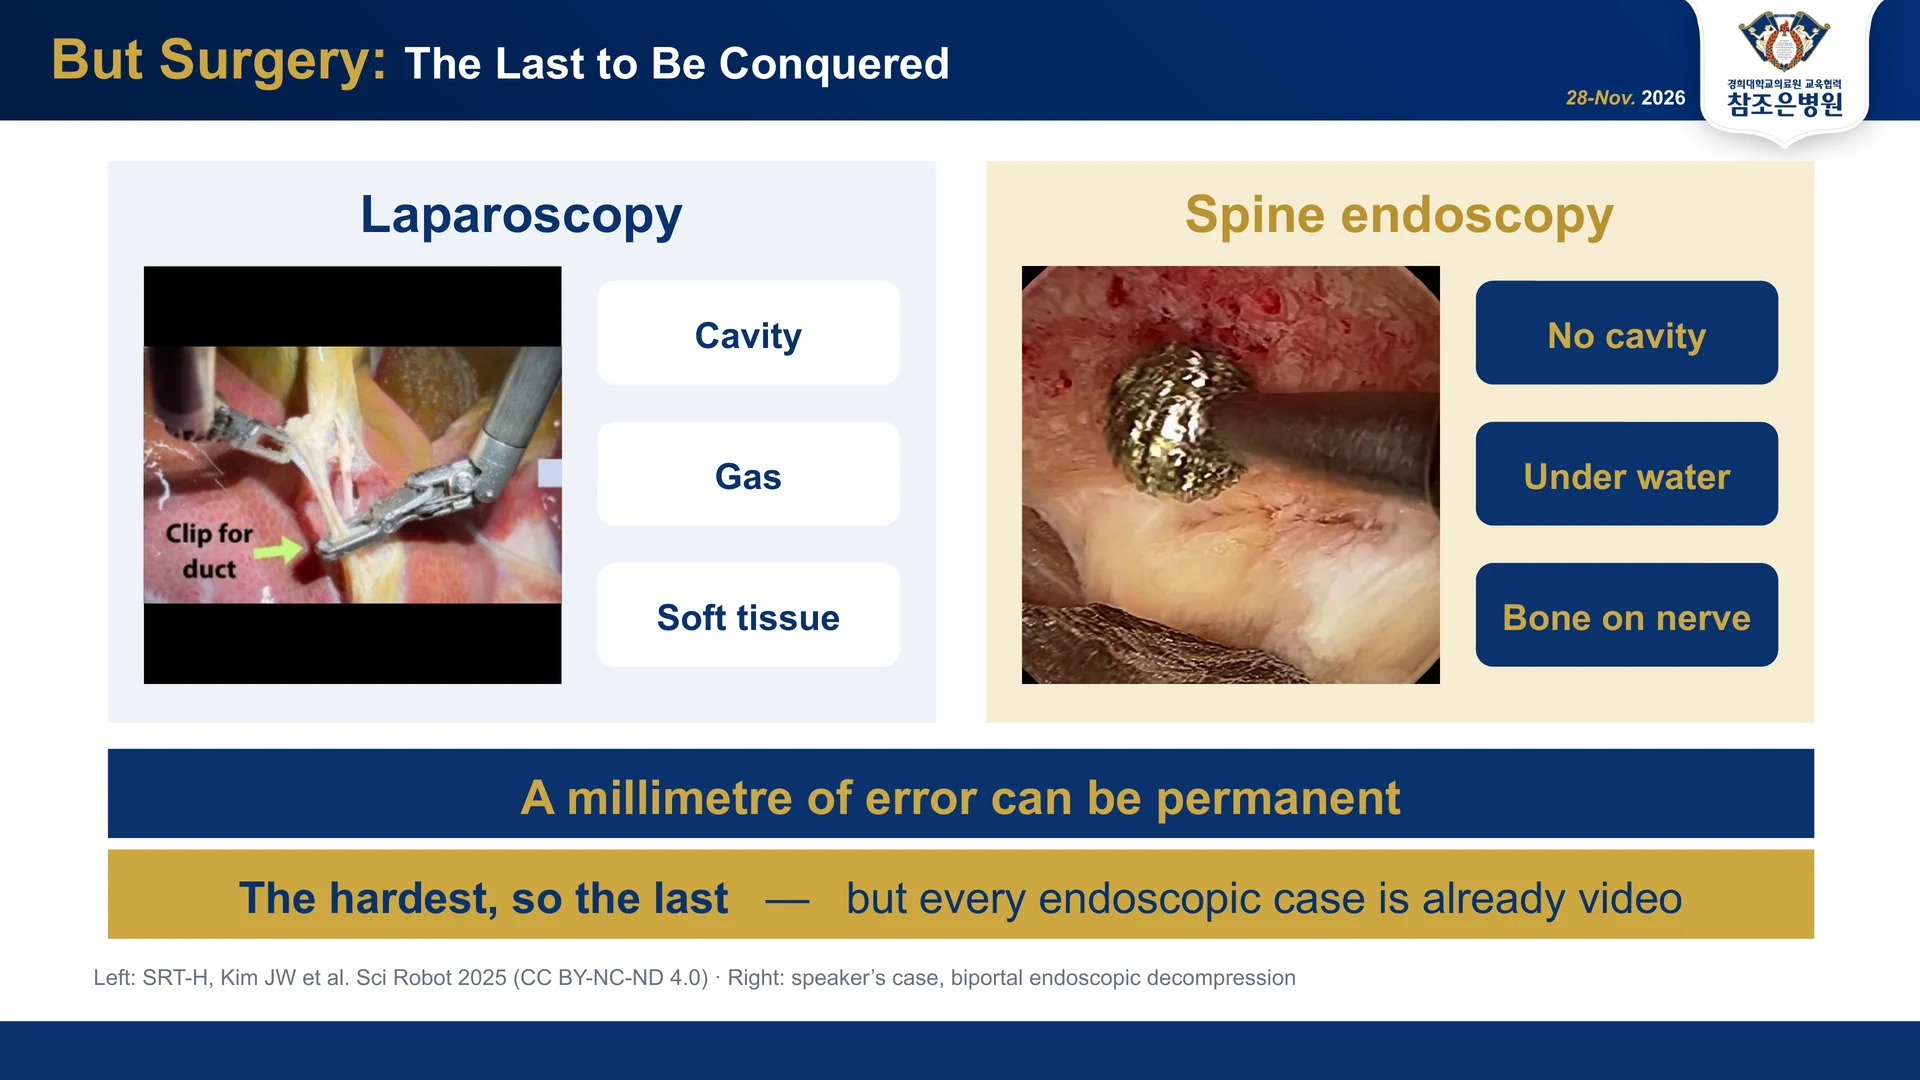 But Surgery: The Last to Be Conquered
28-Nov. 2026
경희대학교의료원 교육협력
참조은병원
Laparoscopy
Clip for
duct
Cavity
Gas
Soft tissue
Spine endoscopy
No cavity
Under water
Bone on nerve
A millimetre of error can be permanent
The hardest, so the last — but every endoscopic case is already video
Left: SRT-H, Kim JW et al. Sci Robot 2025 (CC BY-NC-ND 4.0) · Right: speaker’s case, biportal endoscopic decompression